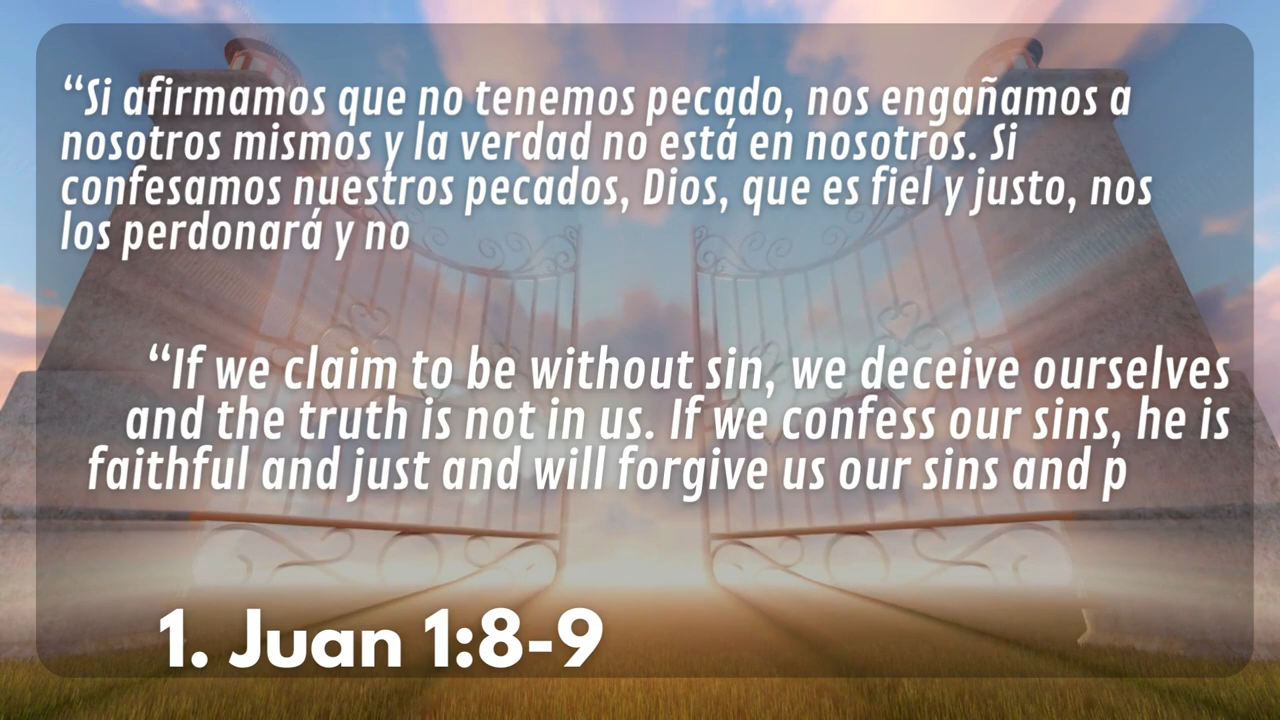 “Si afirmamos que no tenemos pecado, nos engañamos a
nosotros mismos y la verdad no está en nosotros. Si
confesamos nuestros pecados, Dios, que es fiel y justo, nos
los perdonará y no
“If we claim to be without sin, we deceive ourselves
and the truth is not in us. If we confess our sins, he is
faithful and just and will forgive us our sins and p
1. Juan 1:8-9